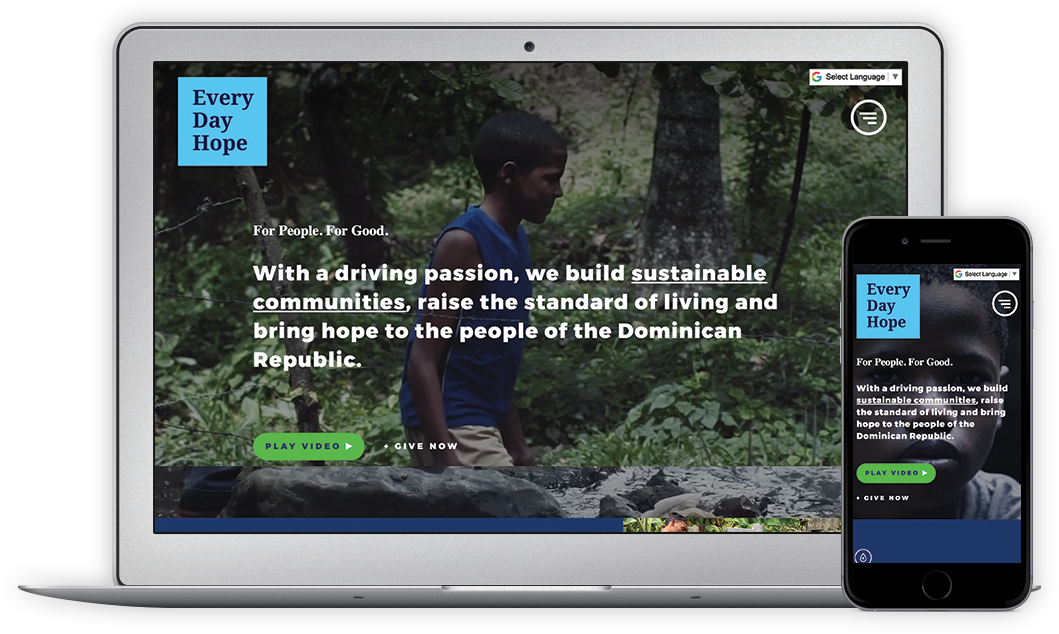 Select Language
Every
Day
Hope
For People. For Good.
With a driving passion, we build sustainable
communities, raise the standard of living and
bring hope to the people of the Dominican
Republic.
PLAY VIDEO
+ GIVE NOW
Select Language
Every
Day
Hope
For People. For Good.
With a driving passion, we build
sustainable communities, raise
the standard of living and bring
hope to the people of the
Dominican Republic.
PLAY VIDEO
+ GIVE NOW